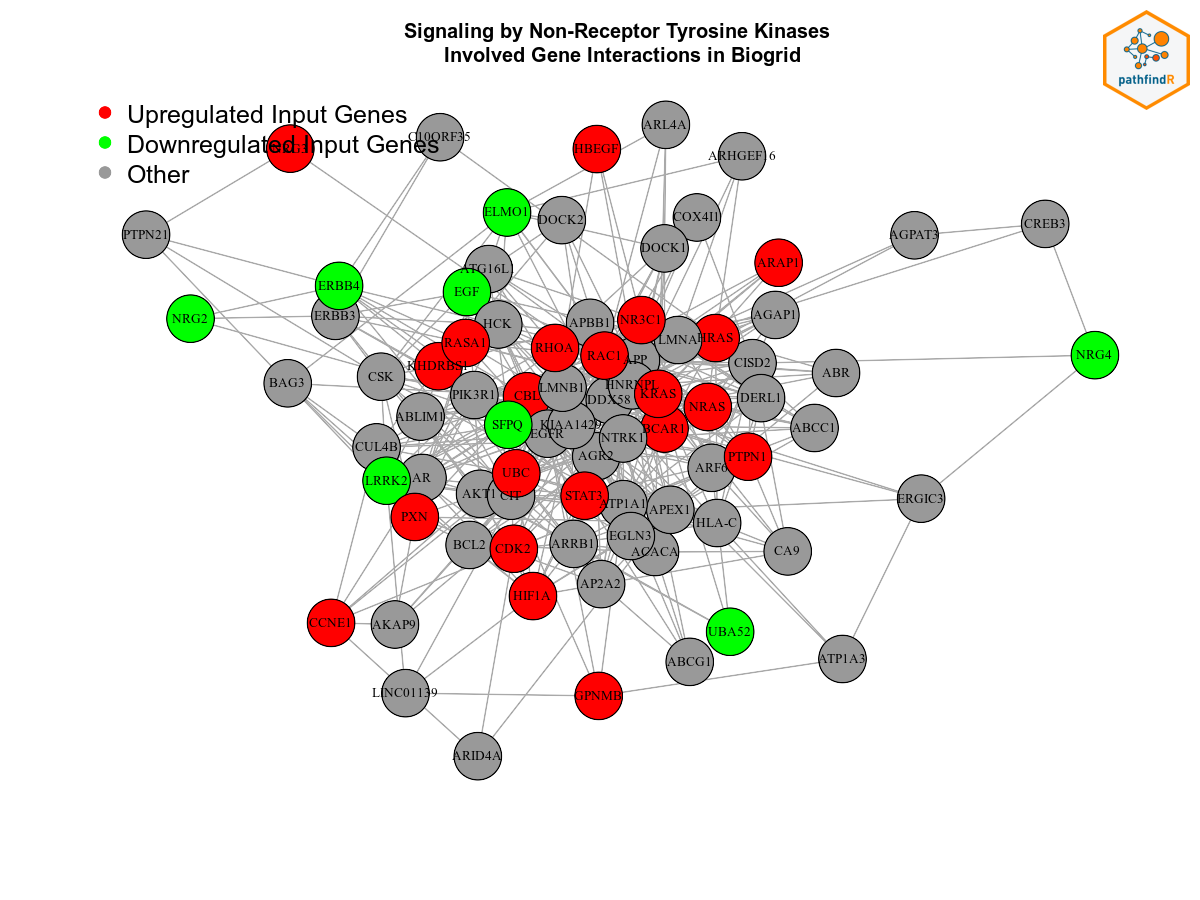 Signaling by Non-Receptor Tyrosine Kinases
Involved Gene Interactions in Biogrid
pathfindR
Upregulated Input Genes
Downregulated Input Genes
Other
C10ORF35
HBEGF
ARL4A
ARHGEF16
PTPN21
ELMO1
DOCK2
COX4I1
DOCK1
AGPAT3
CREB3
ARAP1
ATG16L
ERBB4
EGF
NRG2
ERBB3
HCK
APBB1
NR3C1
LMNA
HRAS
AGAP1
RASA1
RHOA
RAC1
APP
NRG4
KHDRBS1
CISD2
ABR
BAG3
CSK
PIK3R1
CBL
LMNB1
HNRNPL
DDX58
KRAS
NRAS
DERL1
ABLIM1
SFPQ
KIAA1429
EGFR
NTRK1
BCAR1
ABCC1
CUL4B
AGR2
PTPN1
ARF6
LRRK2
AR
UBC
AKT1
CIT
STAT3
ATP1A1
APEX1
ERGIC3
PXN
HLA-C
BCL2
CDK2
ARRB1
EGLN3
ACACA
CA9
AP2A2
HIF1A
CCNE1
AKAP9
UBA52
ABCG1
ATP1A3
LINC01139
GPNMB
ARID4A